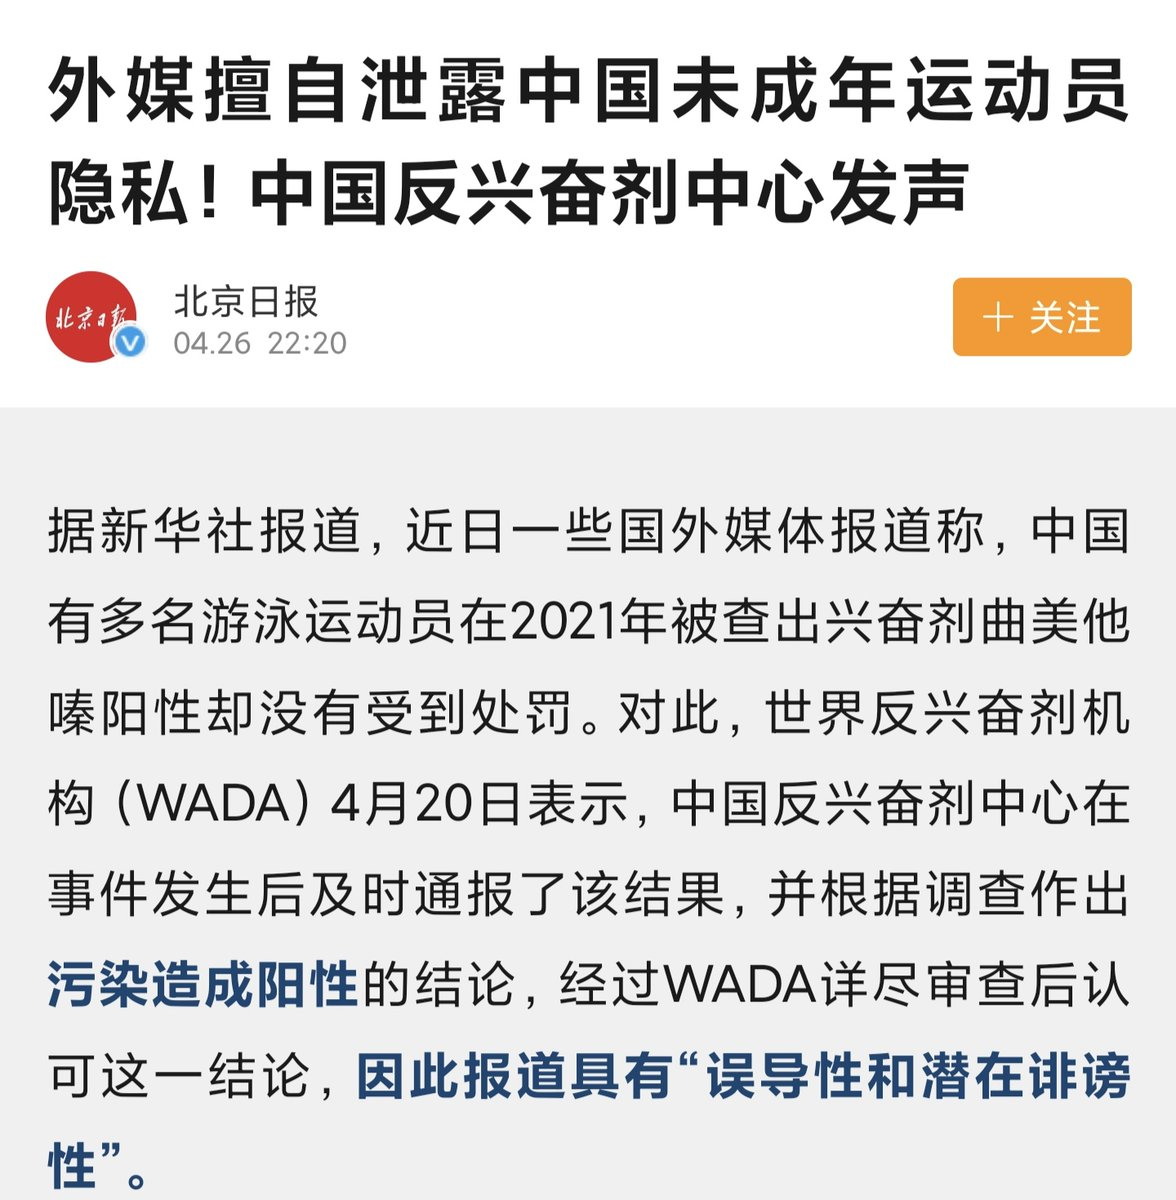 外媒擅自泄露中国未成年运动员
隐私！中国反兴奋剂中心发声
北京日报
北京日报
04.26 22:20
＋ 关注
据新华社报道，近日一些国外媒体报道称，中国
有多名游泳运动员在2021年被查出兴奋剂曲美他
嗪阳性却没有受到处罚。对此，世界反兴奋剂机
构（WADA）4月20日表示，中国反兴奋剂中心在
事件发生后及时通报了该结果，并根据调查作出
污染造成阳性的结论，经过WADA详尽审查后认
可这一结论，因此报道具有“误导性和潜在诽谤
性”。